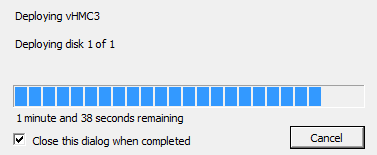 Deploying vHMC3
Deploying disk 1 of 1
1 minute and 38 seconds remaining
Close this dialog when completed
Cancel